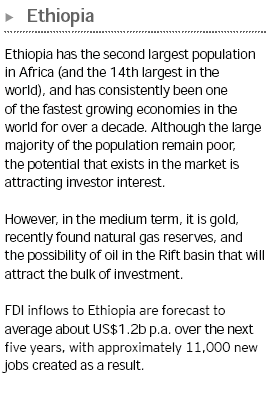 ► Ethiopia
Ethiopia has the second largest population
in Africa (and the 14th largest in the
world), and has consistently been one
of the fastest growing economies in the
world for over a decade. Although the large
majority of the population remain poor,
the potential that exists in the market is
attracting investor interest.
However, in the medium term, it is gold,
recently found natural gas reserves, and
the possibility of oil in the Rift basin that will
attract the bulk of investment.
FDI inflows to Ethiopia are forecast to
average about US$1.2b p.a. over the next
five years, with approximately 11,000 new
jobs created as a result.